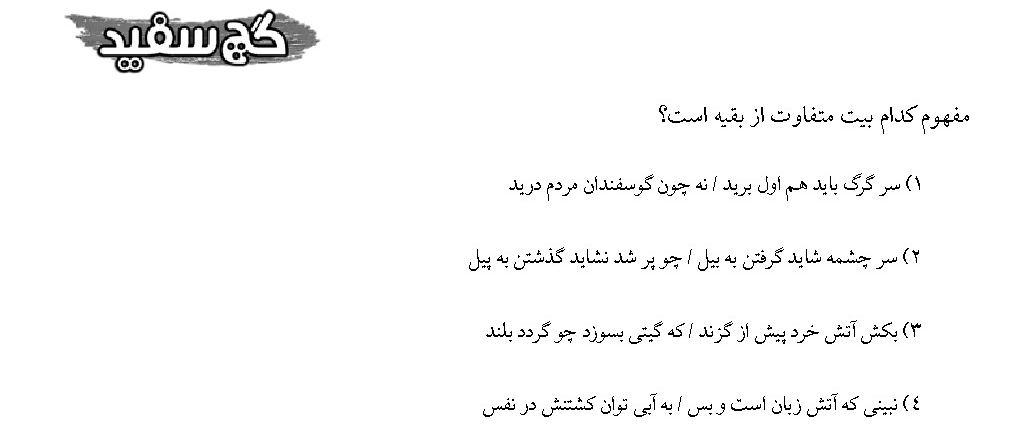 گچ سفید
مفهوم کدام بیت متفاوت از بقیه است؟
۱) سر گرگ باید هم اول برید / نه چون گوسفندان مردم درید
۲) سر چشمه شاید گرفتن به بیل / چو پر شد نشاید گذشتن به پیل
۳) بکش آتش خرد پیش از گزند / که گیتی بسوزد چو گردد بلند
٤) نبینی که آتش زبان است و بس / به آبی توان کشتنش در نفس